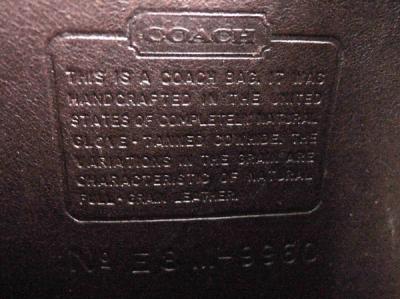 COACH
THIS IS A COACH BAG. IT WAS
HANDCRAFTED IN THE UNITED
STATES OF COMPLETELY NATURAL
GLOVE-TANNED COWHIDE. THE
VARIATIONS IN THE GRAIN ARE
CHARACTERISTIC OF NATURAL
FULL-GRAIN LEATHER.
No